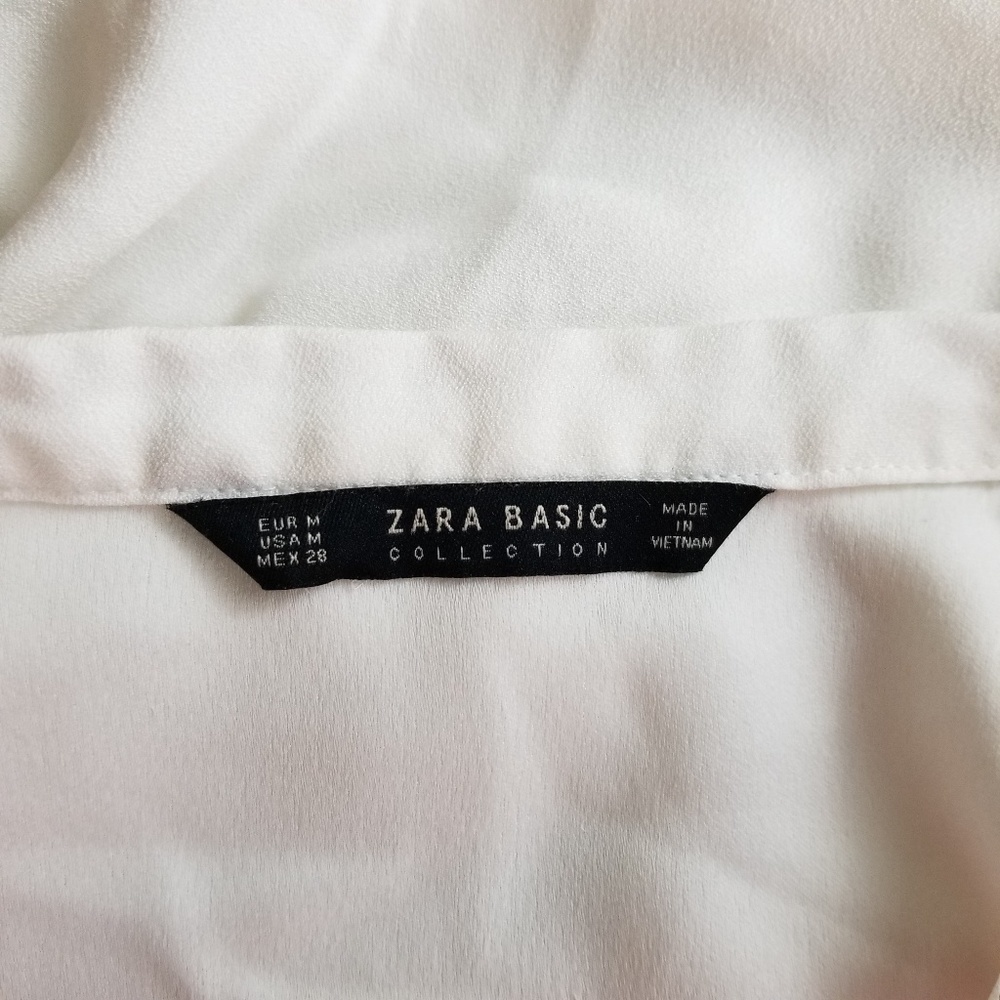 EUR M
USA M
MEX 28
ZARA BASIC
COLLECTION
MADE
IN
VIETNAM